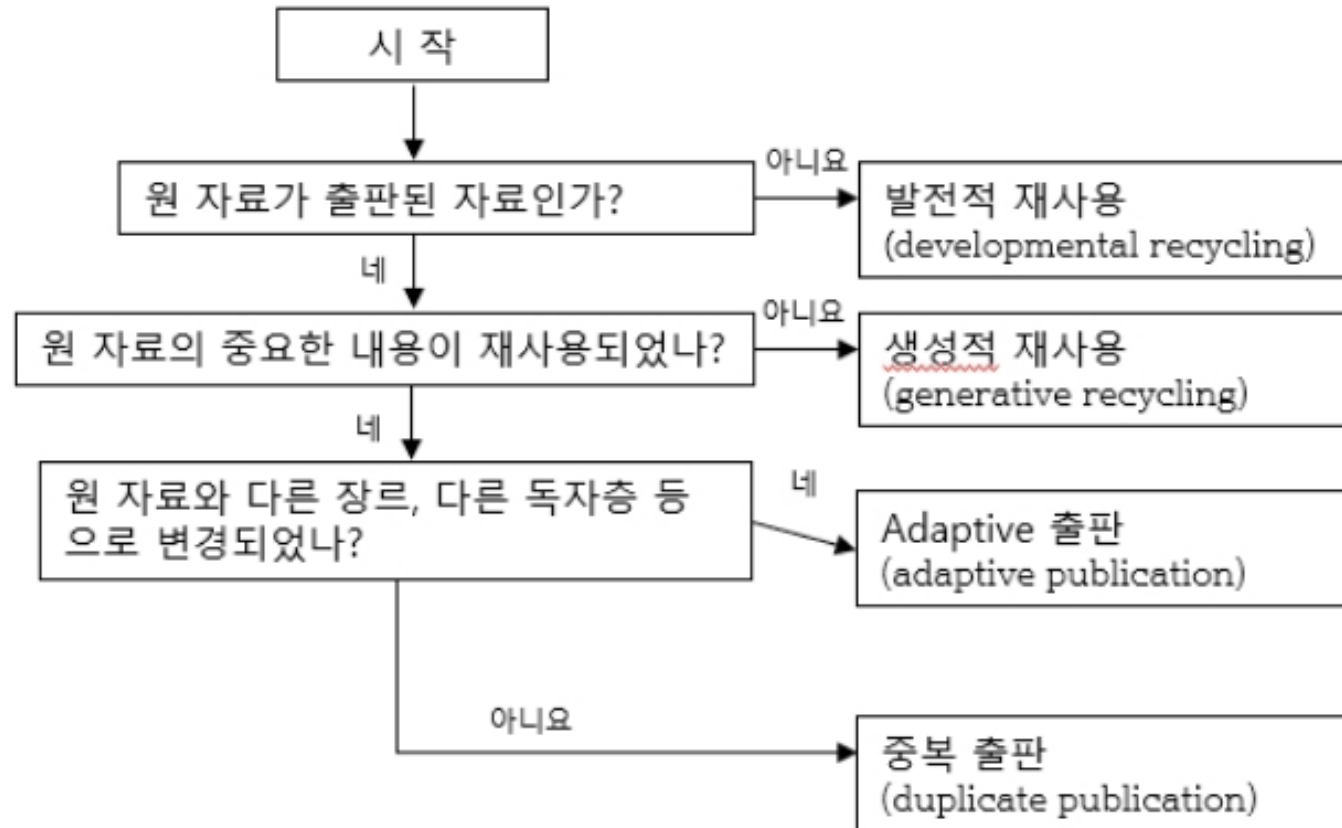 시 작
원 자료가 출판된 자료인가?
아니요
발전적 재사용
(developmental recycling)
네
원 자료의 중요한 내용이 재사용되었나?
아니요
생성적 재사용
(generative recycling)
네
원 자료와 다른 장르, 다른 독자층 등
으로 변경되었나?
네
Adaptive 출판
(adaptive publication)
아니요
중복 출판
(duplicate publication)